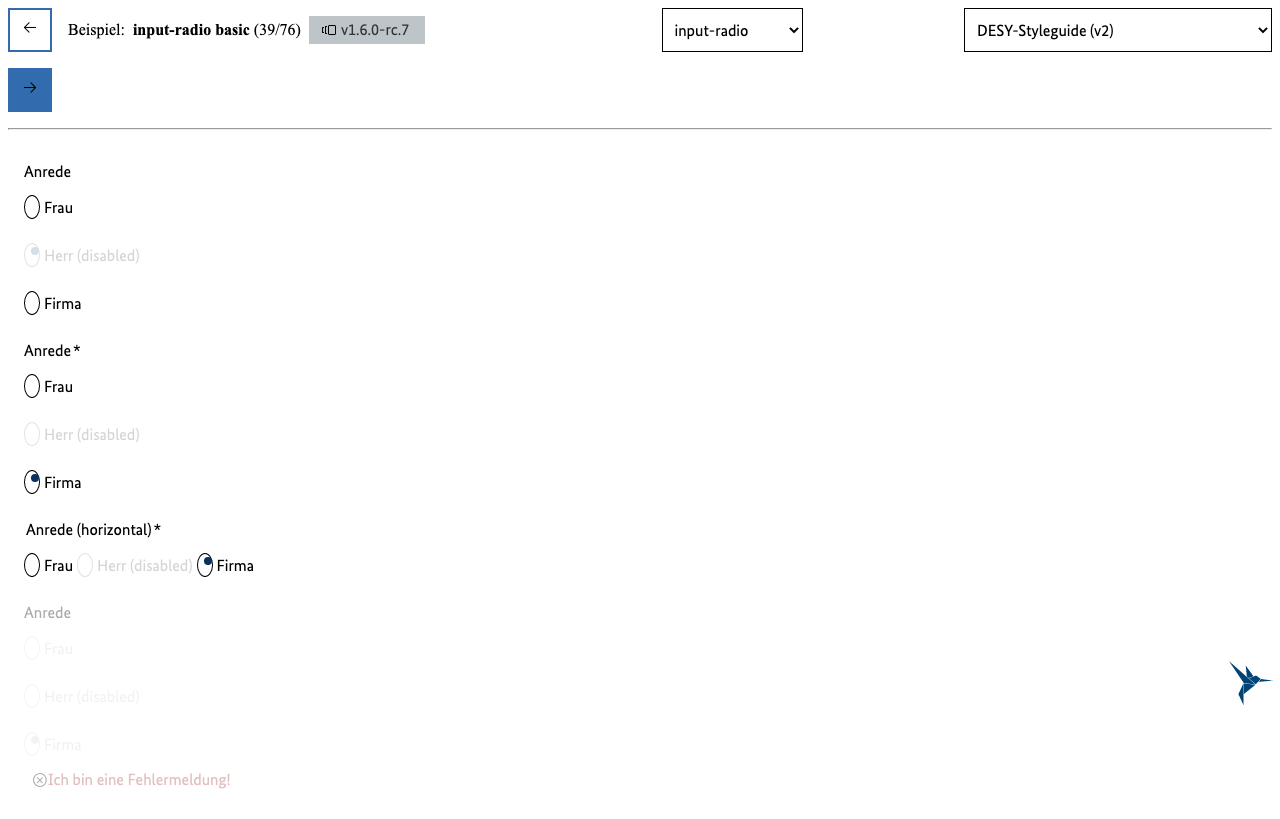 Beispiel: input-radio basic (39/76) v1.6.0-rc.7 input-radio DESY-Styleguide (v2)
Anrede
Frau
Herr (disabled)
Firma
Anrede*
Frau
Herr (disabled)
Firma
Anrede (horizontal)*
Frau Herr (disabled) Firma
Anrede
Frau
Herr (disabled)
Firma
Ich bin eine Fehlermeldung!